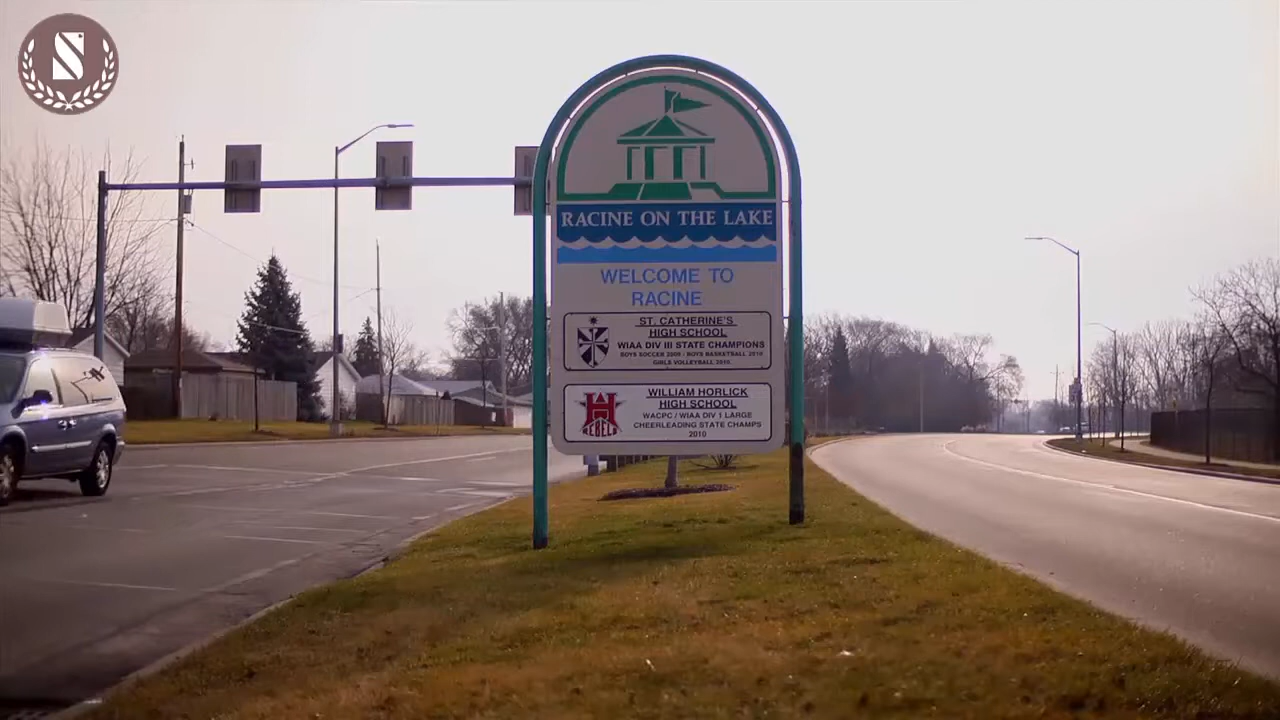 S
RACINE ON THE LAKE
WELCOME TO
RACINE
ST. CATHERINE'S
HIGH SCHOOL
WIAA DIV III STATE CHAMPIONS
BOYS SOCCER 2009 / BOYS BASKETBALL 2010
GIRLS VOLLEYBALL 2010
WILLIAM HORLICK
HIGH SCHOOL
WACPC / WIAA DIV 1 LARGE
CHEERLEADING STATE CHAMPS
2010
H
REBELS